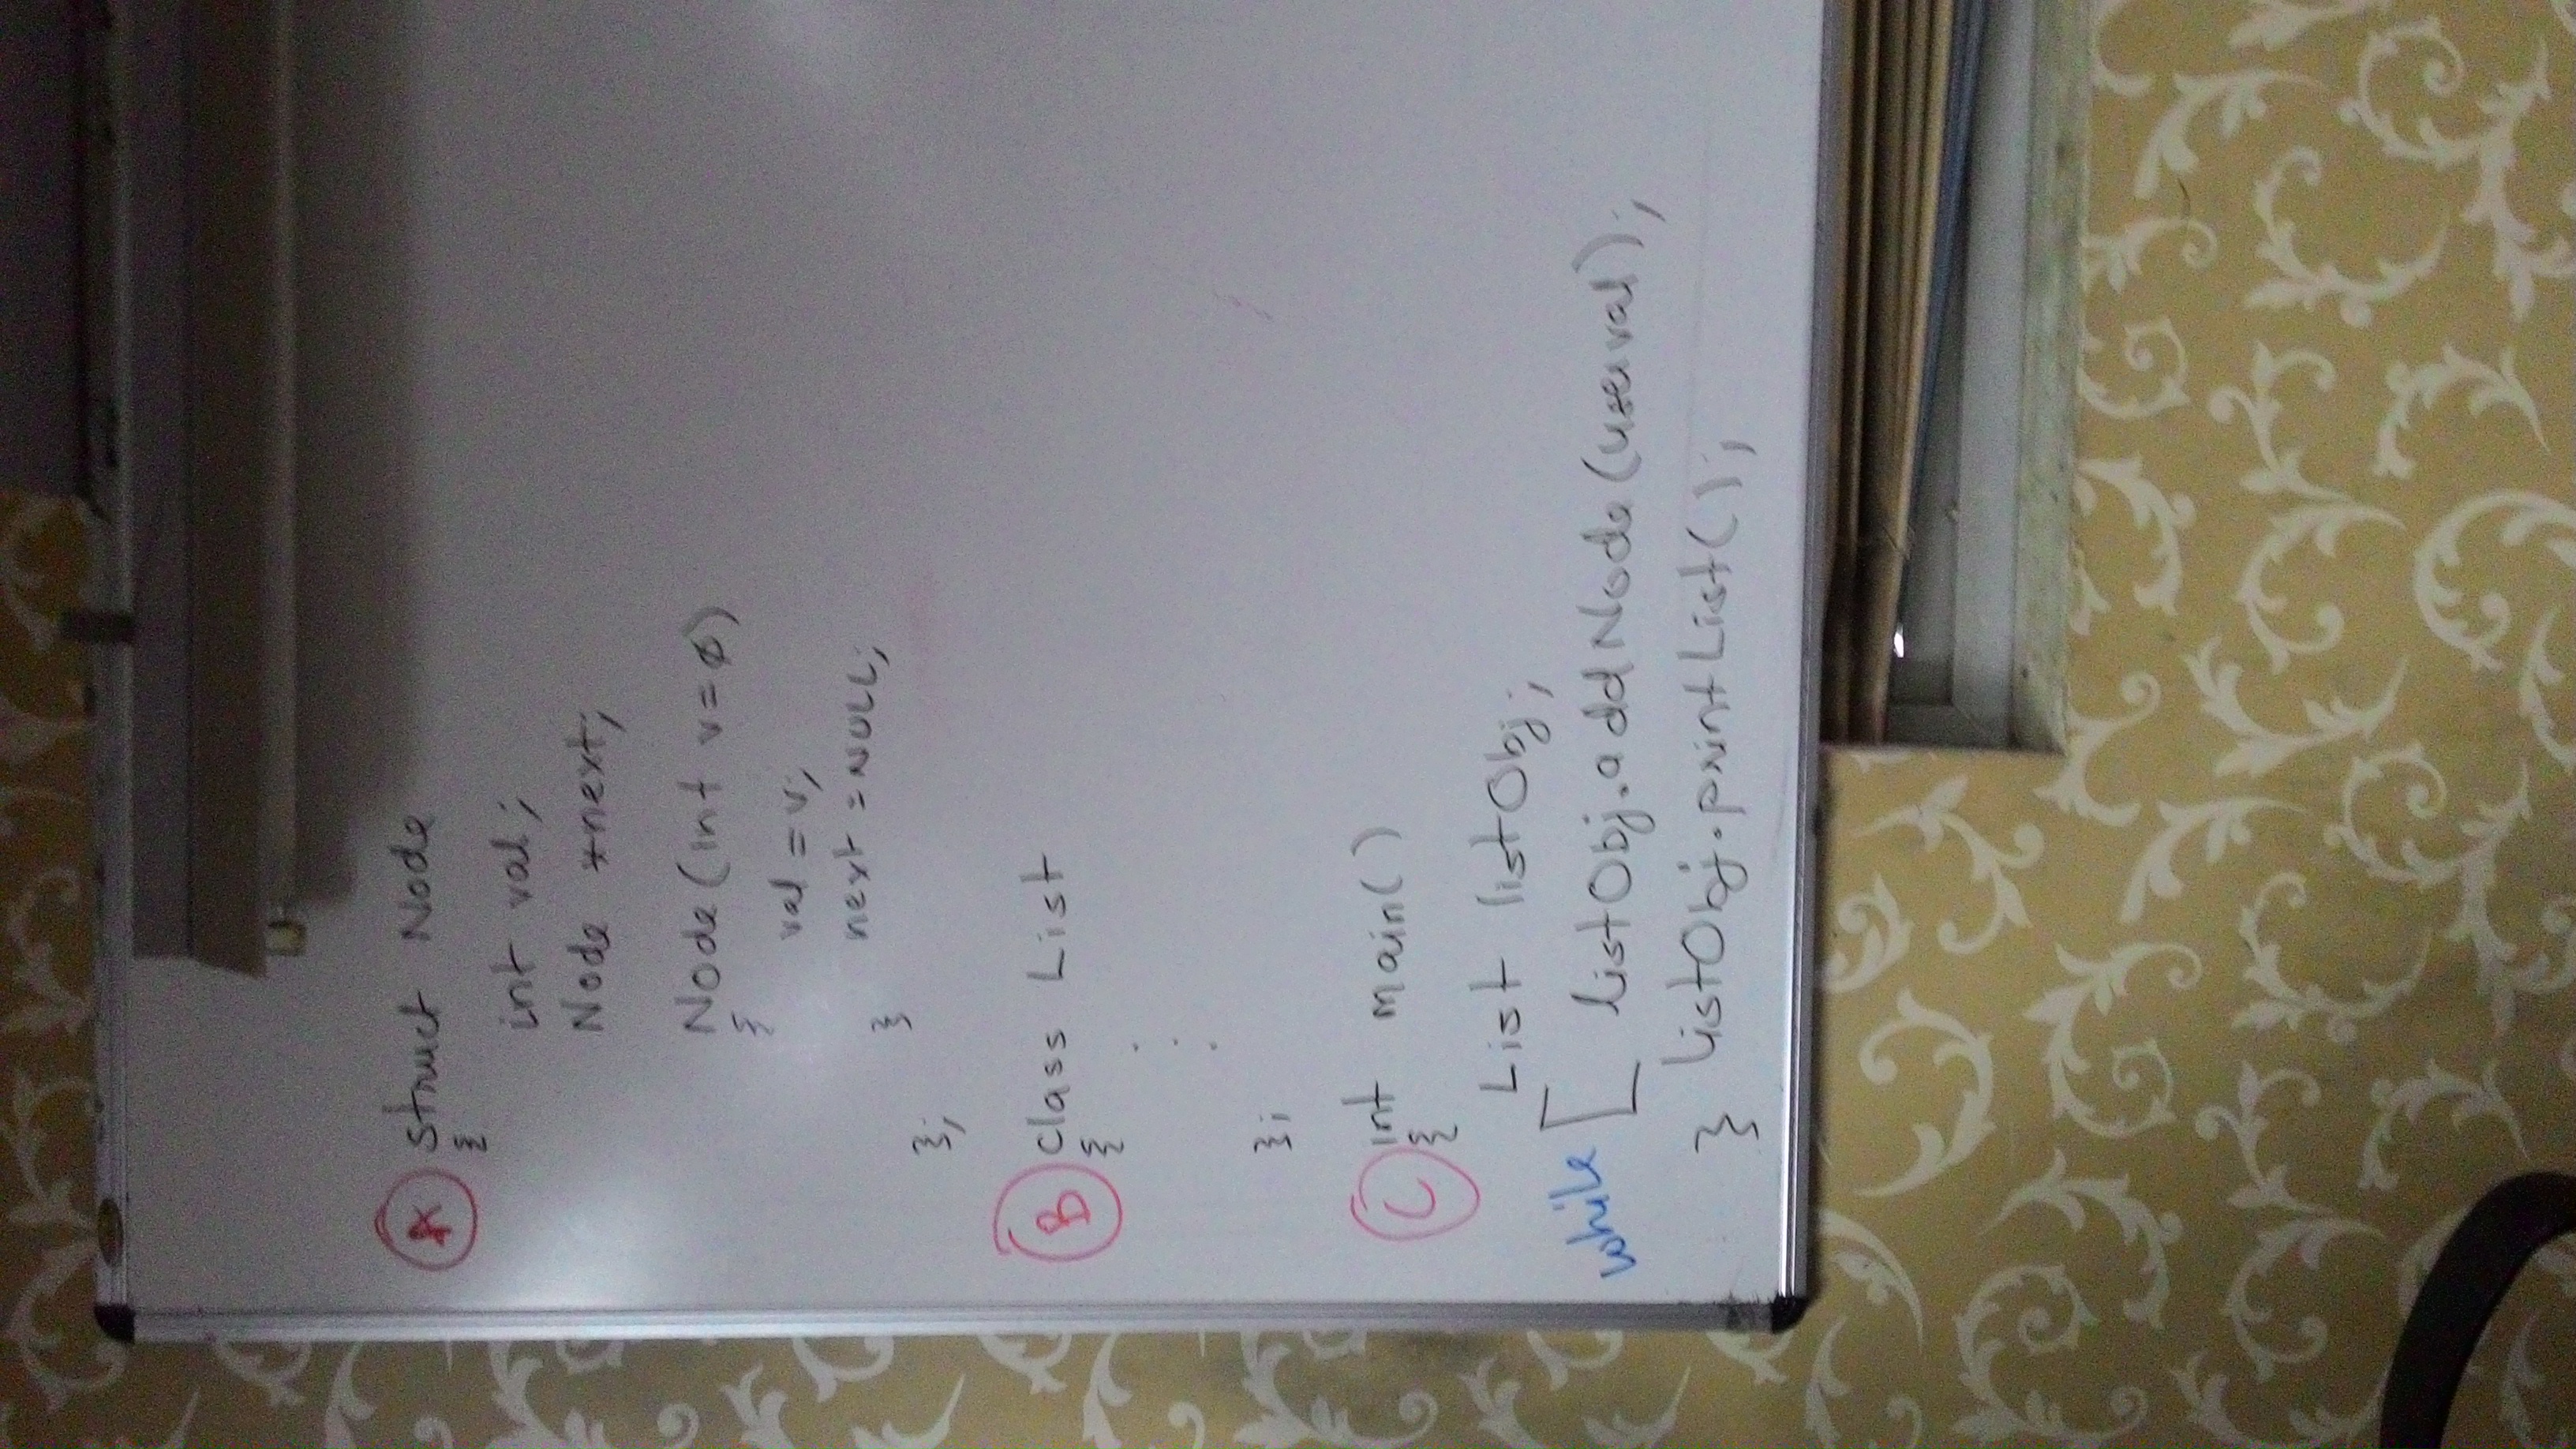 A struct Node
{
int val;
Node *next;
Node (int v=ø)
{
val = v;
next = NULL;
}
};
B class List
{
.
.
.
};
C int main()
{
List listObj;
while [ listObj.addNode(userval);
} listObj.printList();